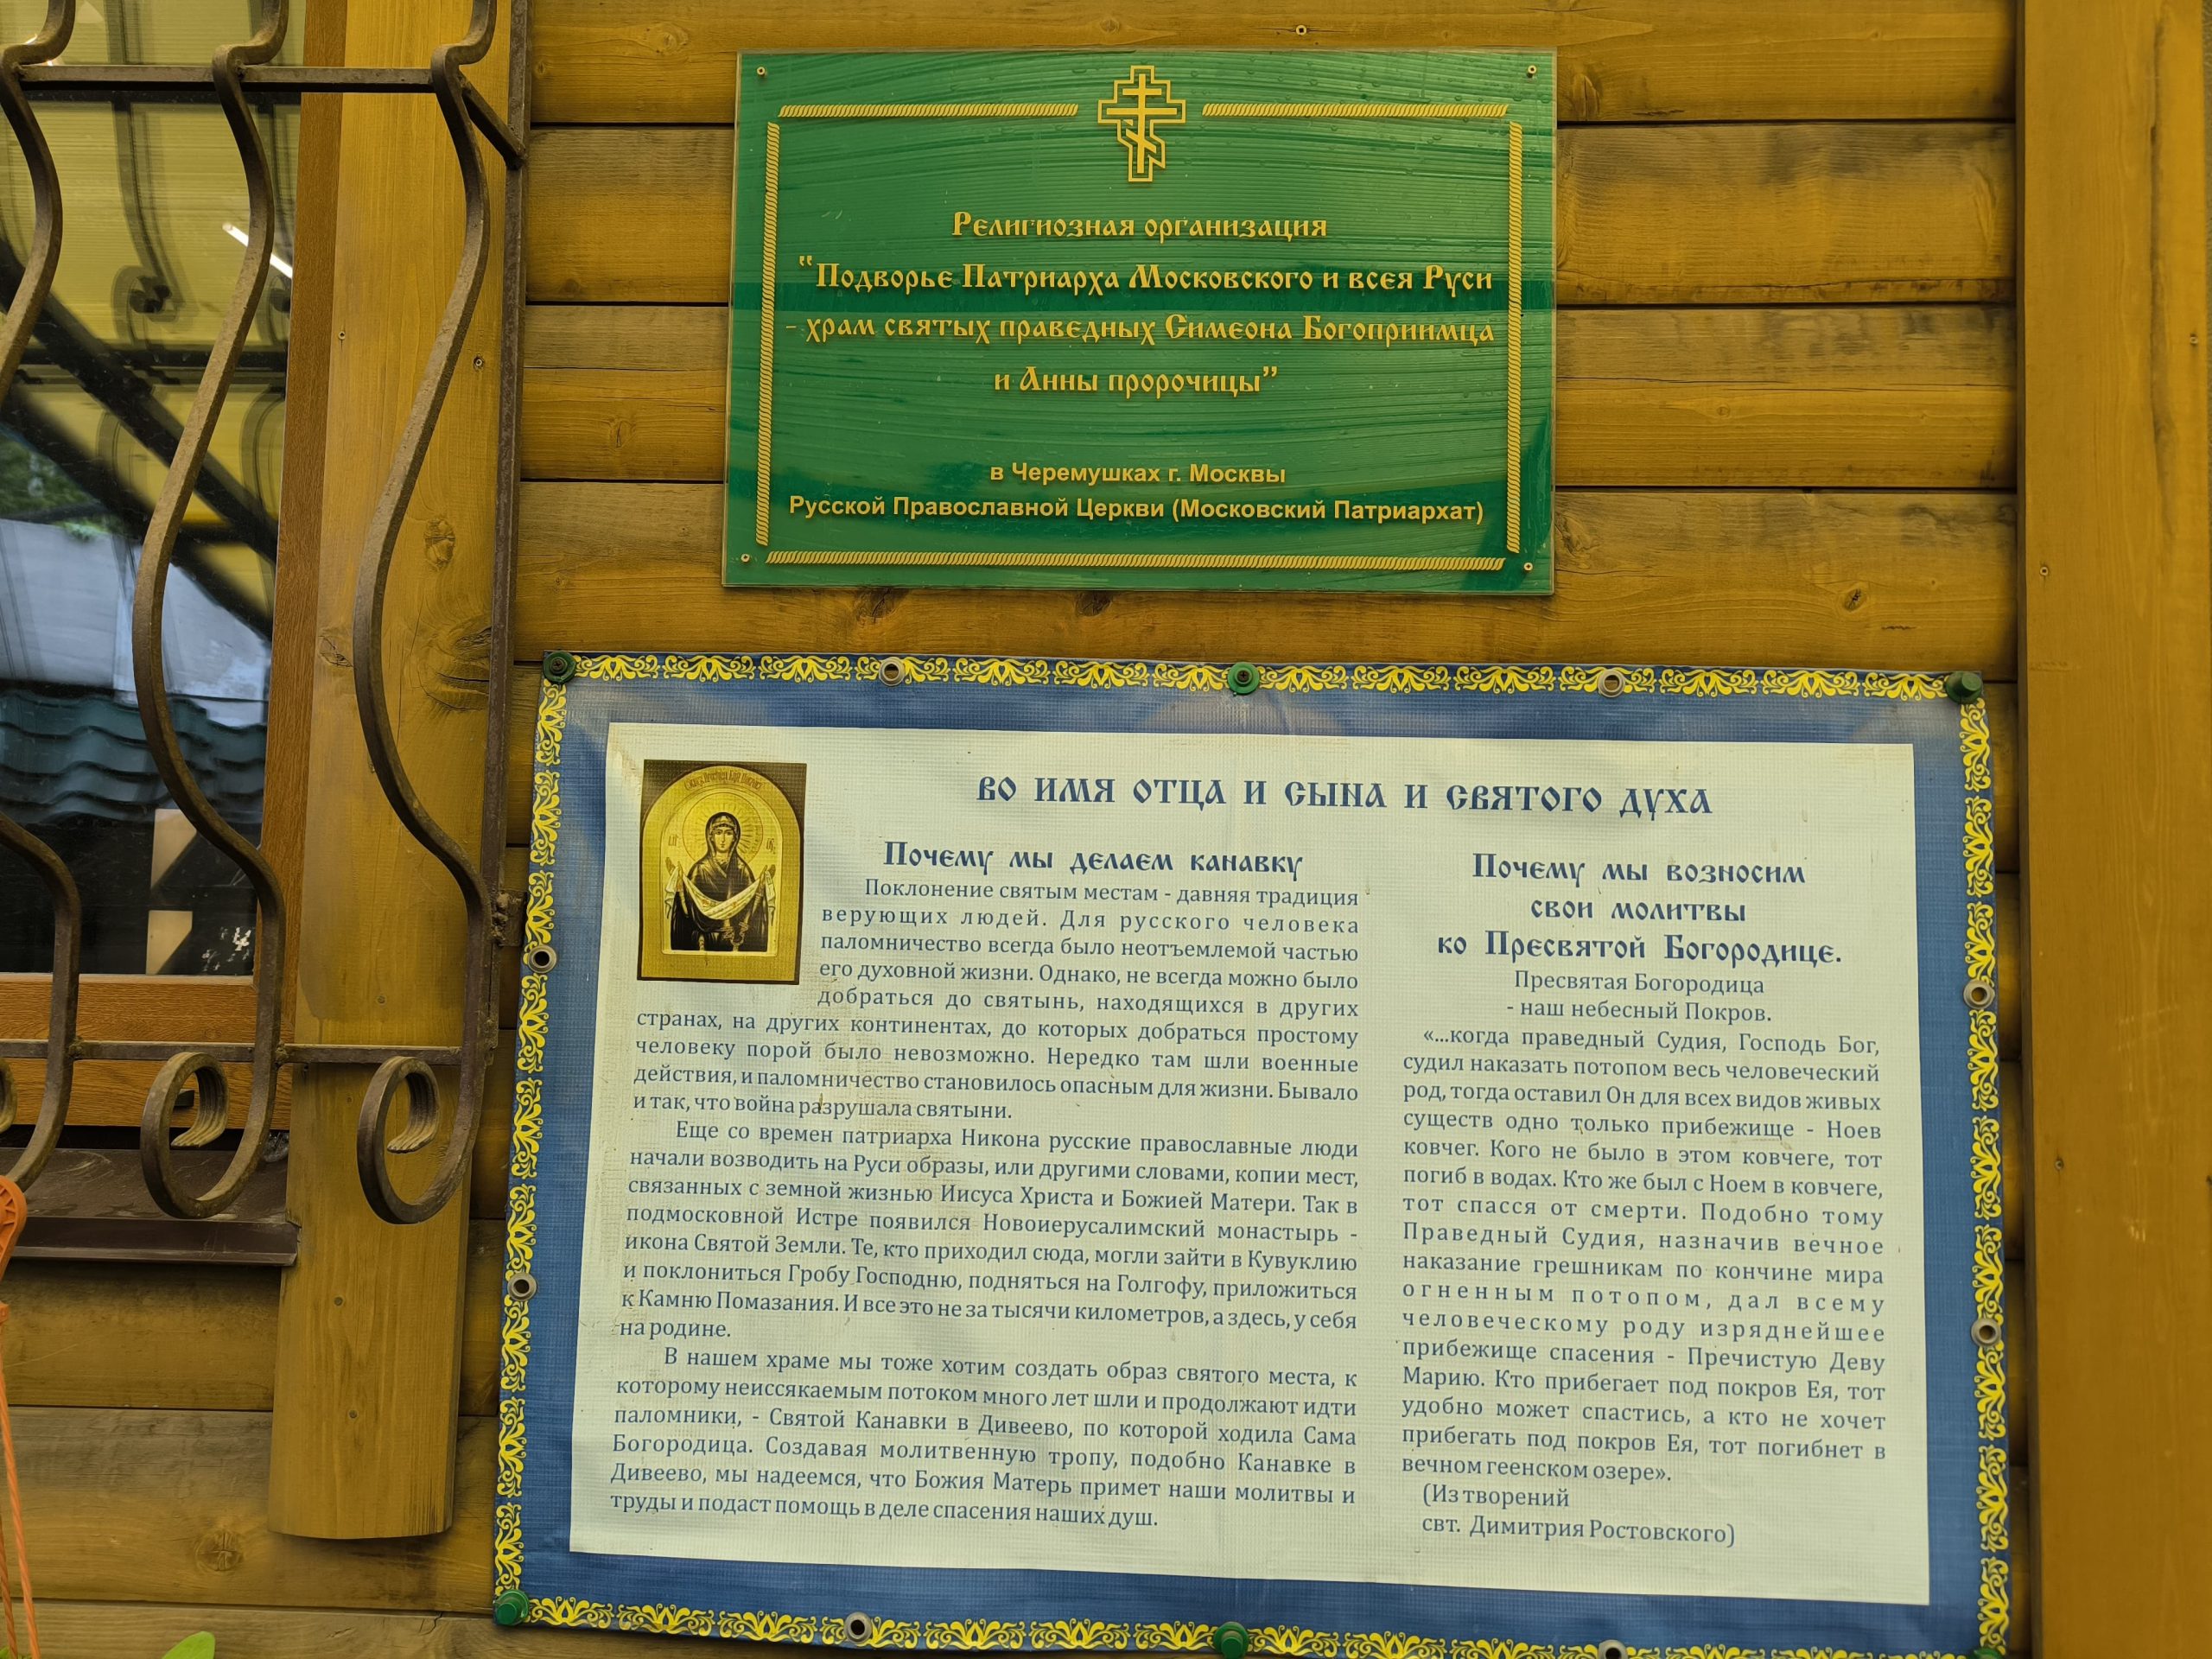 Религиозная организация
"Подворье Патриарха Московского и всея Руси
- храм святых праведных Симеона Богоприимца
и Анны пророчицы"
в Черемушках г. Москвы
Русской Православной Церкви (Московский Патриархат)
ВО ИМЯ ОТЦА И СЫНА И СВЯТОГО ДУХА
Почему мы делаем канавку
Поклонение святым местам - давняя традиция
верующих людей. Для русского человека
паломничество всегда было неотъемлемой частью
его духовной жизни. Однако, не всегда можно было
добраться до святынь, находящихся в других
странах, на других континентах, до которых добраться простому
человеку порой было невозможно. Нередко там шли военные
действия, и паломничество становилось опасным для жизни. Бывало
и так, что война разрушала святыни.
Еще со времен патриарха Никона русские православные люди
начали возводить на Руси образы, или другими словами, копии мест,
связанных с земной жизнью Иисуса Христа и Божией Матери. Так в
подмосковной Истре появился Новоиерусалимский монастырь -
икона Святой Земли. Те, кто приходил сюда, могли зайти в Кувуклию
и поклониться Гробу Господню, подняться на Голгофу, приложиться
к Камню Помазания. И все это не за тысячи километров, а здесь, у себя
на родине.
В нашем храме мы тоже хотим создать образ святого места, к
которому неиссякаемым потоком много лет шли и продолжают идти
паломники, - Святой Канавки в Дивеево, по которой ходила Сама
Богородица. Создавая молитвенную тропу, подобно Канавке в
Дивеево, мы надеемся, что Божия Матерь примет наши молитвы и
труды и подаст помощь в деле спасения наших душ.
Почему мы возносим
свои молитвы
ко Пресвятой Богородице.
Пресвятая Богородица
- наш небесный Покров.
«...когда праведный Судия, Господь Бог,
судил наказать потопом весь человеческий
род, тогда оставил Он для всех видов живых
существ одно только прибежище - Ноев
ковчег. Кого не было в этом ковчеге, тот
погиб в водах. Кто же был с Ноем в ковчеге,
тот спасся от смерти. Подобно тому
Праведный Судия, назначив вечное
наказание грешникам по кончине мира
огненным потопом, дал всему
человеческому роду изряднейшее
прибежище спасения - Пречистую Деву
Марию. Кто прибегает под покров Ея, тот
удобно может спастись, а кто не хочет
прибегать под покров Ея, тот погибнет в
вечном геенском озере».
(Из творений
свт. Димитрия Ростовского)